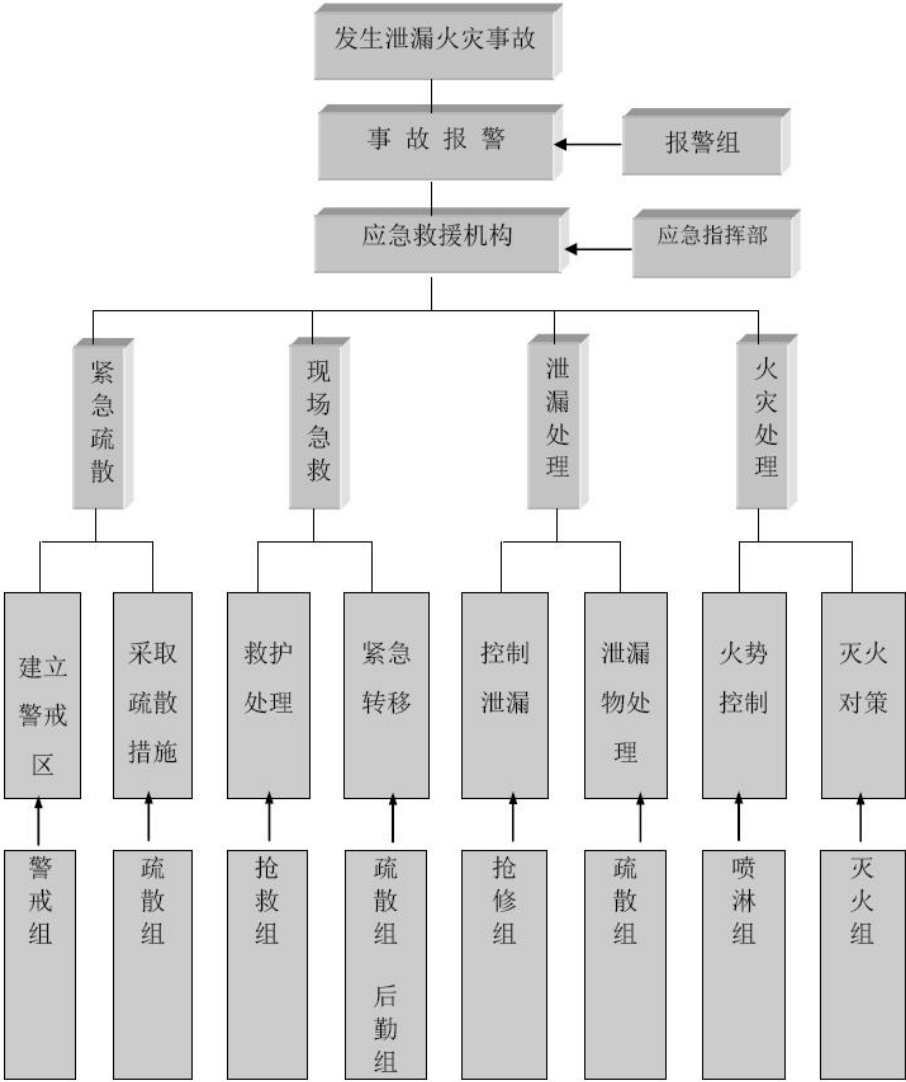 发生泄漏火灾事故
事故报警
报警组
应急救援机构
应急指挥部
紧急疏散
现场急救
泄漏处理
火灾处理
建立
警戒
区
采取
疏散
措施
救护
处理
紧急
转移
控制
泄漏
泄漏
物处
理
火势
控制
灭火
对策
警戒组
疏散组
抢救组
疏散组
后勤组
抢修组
疏散组
喷淋组
灭火组